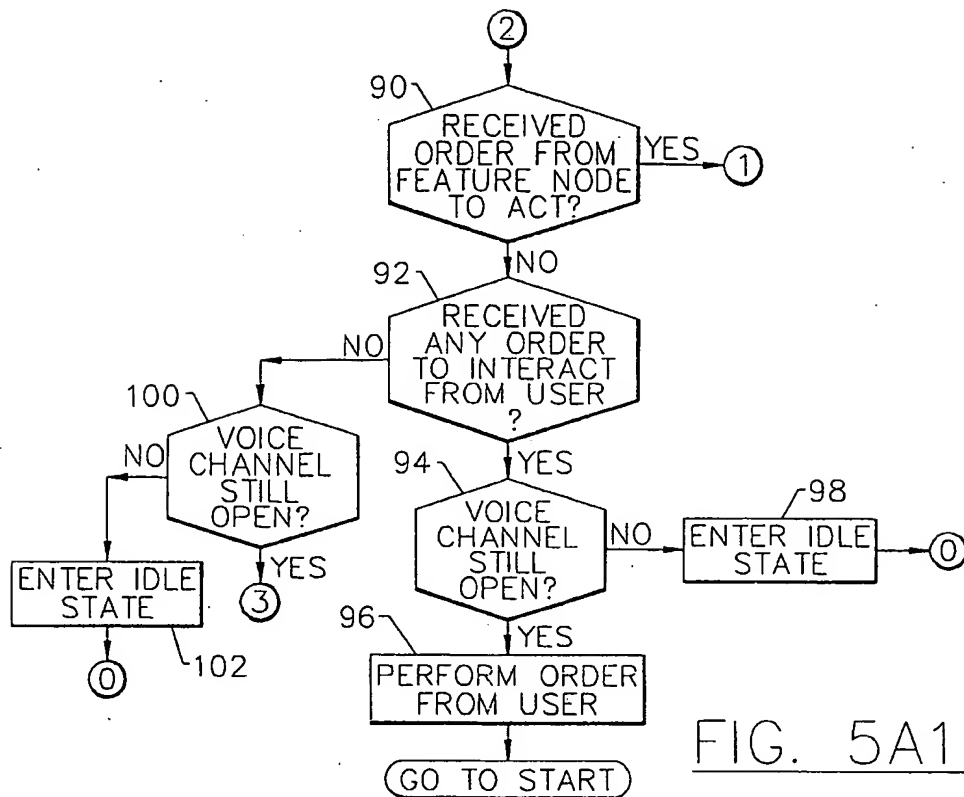 2
90
RECEIVED
ORDER FROM
FEATURE NODE
TO ACT?
YES
1
NO
92
RECEIVED
ANY ORDER
TO INTERACT
FROM USER
?
NO
100
VOICE
CHANNEL
STILL
OPEN?
NO
YES
3
ENTER IDLE
STATE
102
0
YES
94
VOICE
CHANNEL
STILL
OPEN?
NO
98
ENTER IDLE
STATE
0
YES
96
PERFORM ORDER
FROM USER
GO TO START
FIG. 5A1